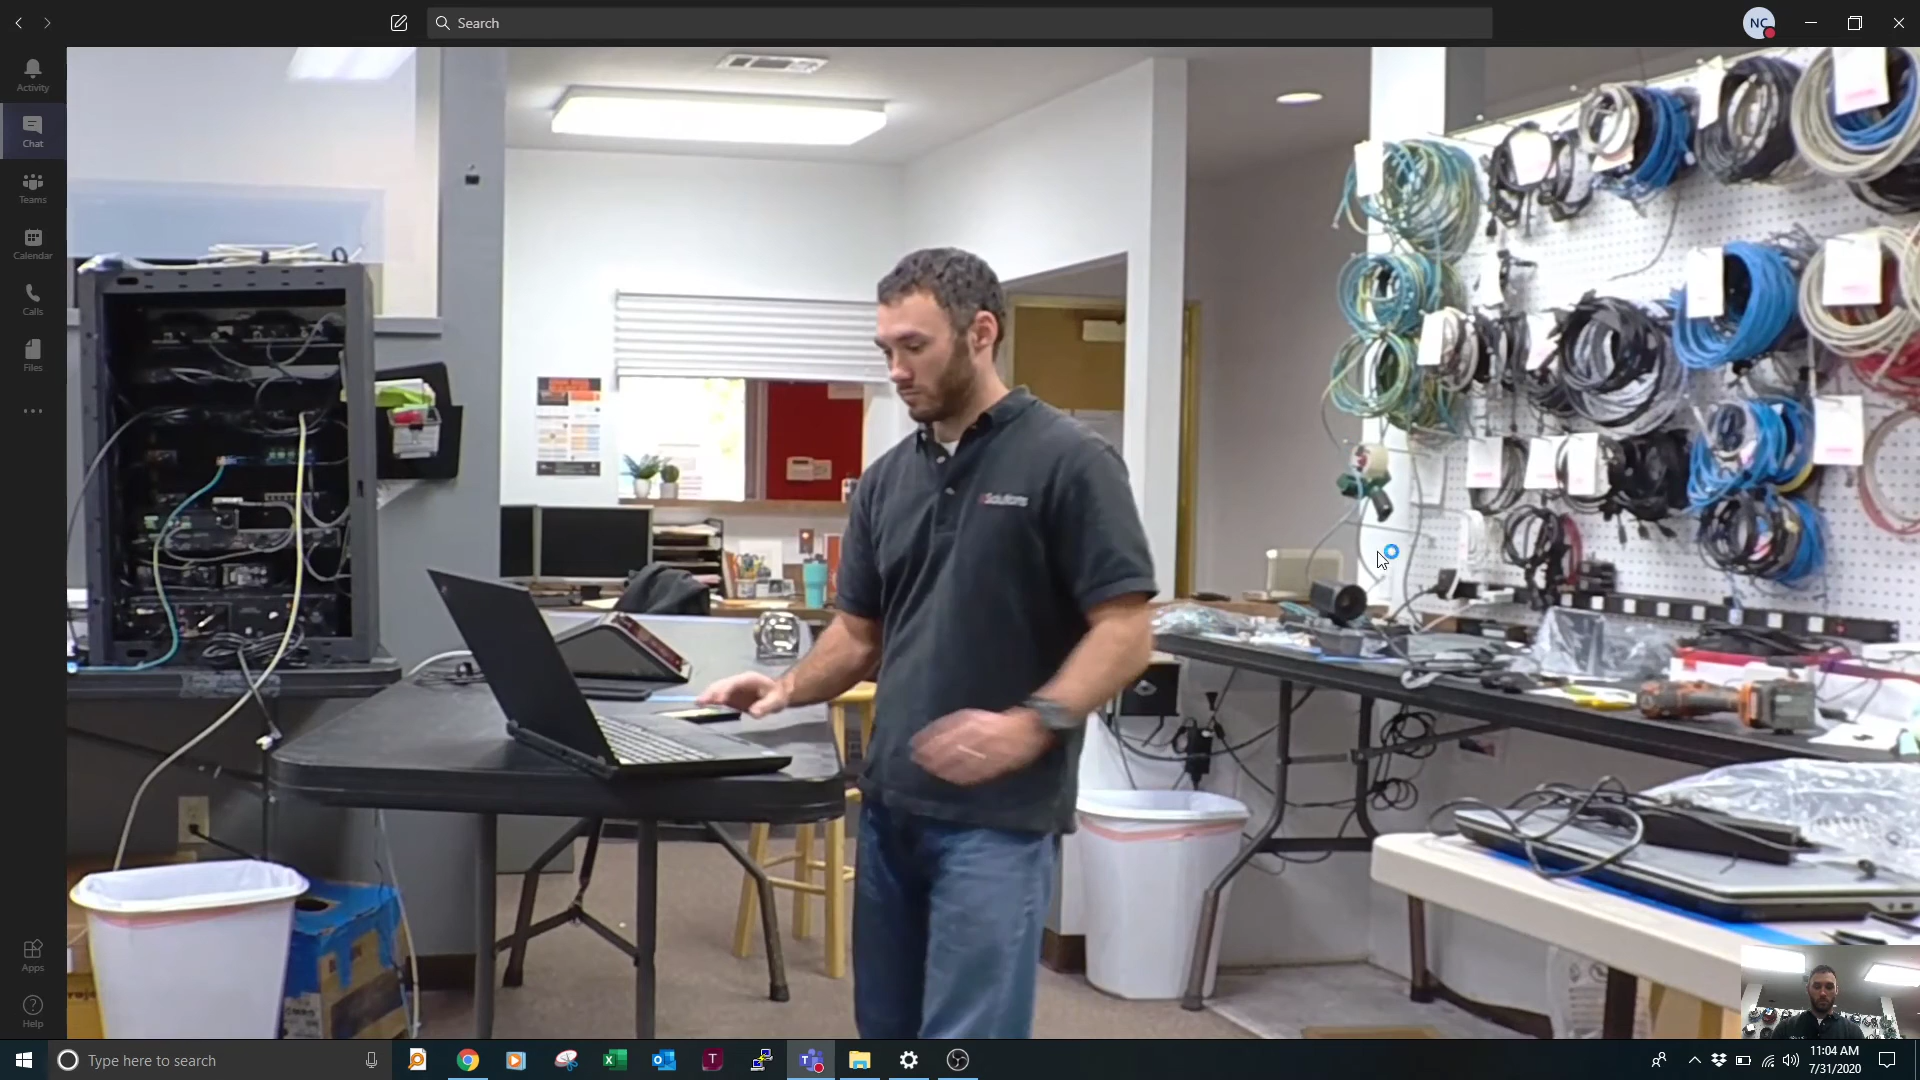 Search
NC
Activity
Chat
Teams
Calendar
Calls
Files
Apps
Help
Solutions
Type here to search
11:04 AM
7/31/2020